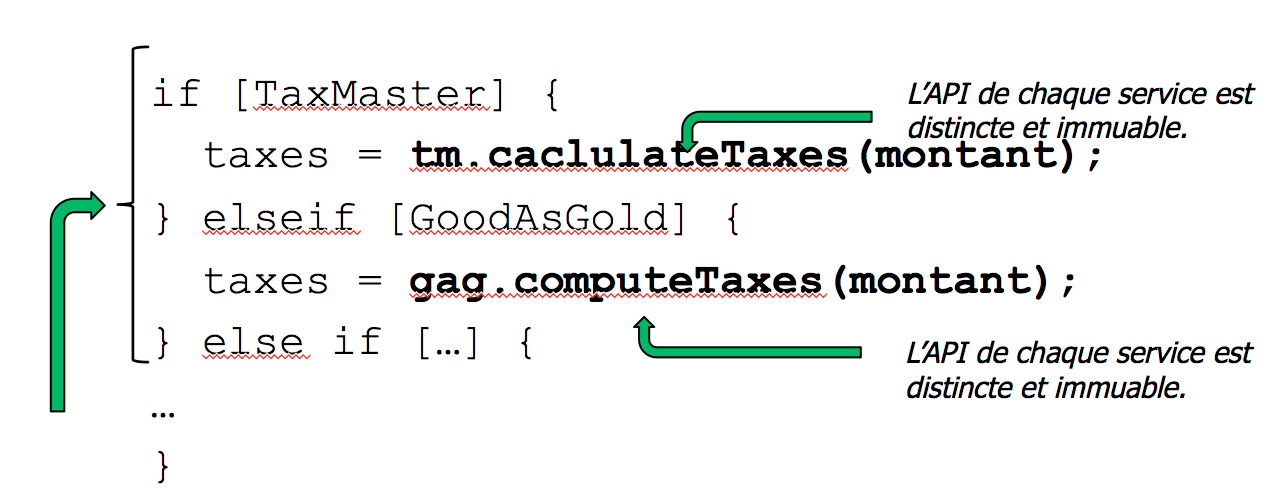 if [TaxMaster] {
L’API de chaque service est
distincte et immuable.
taxes = tm.caclulateTaxes(montant);
} elseif [GoodAsGold] {
taxes = gag.computeTaxes(montant);
} else if […] {
L’API de chaque service est
distincte et immuable.
…
}